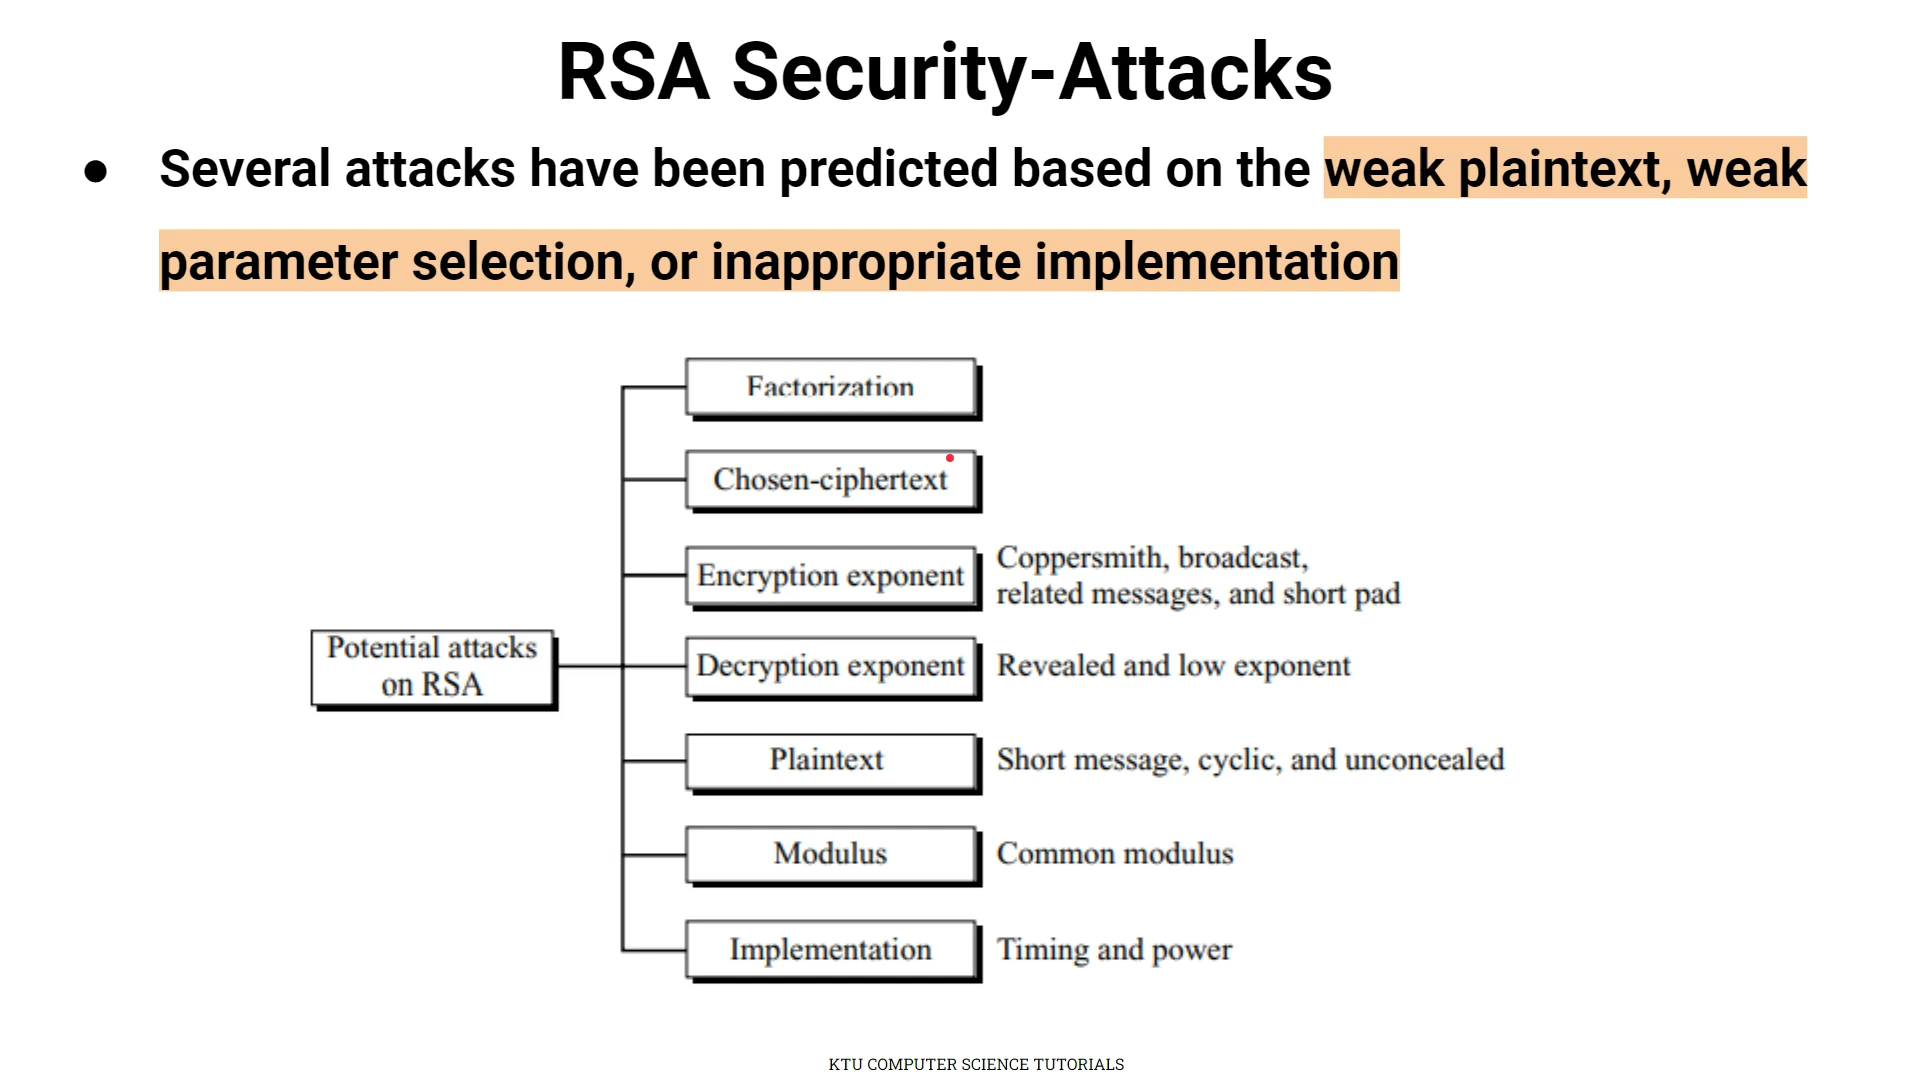 RSA Security-Attacks
● Several attacks have been predicted based on the weak plaintext, weak
parameter selection, or inappropriate implementation
Factorization
Chosen-ciphertext
Encryption exponent
Coppersmith, broadcast,
related messages, and short pad
Potential attacks
on RSA
Decryption exponent
Revealed and low exponent
Plaintext
Short message, cyclic, and unconcealed
Modulus
Common modulus
Implementation
Timing and power
KTU COMPUTER SCIENCE TUTORIALS